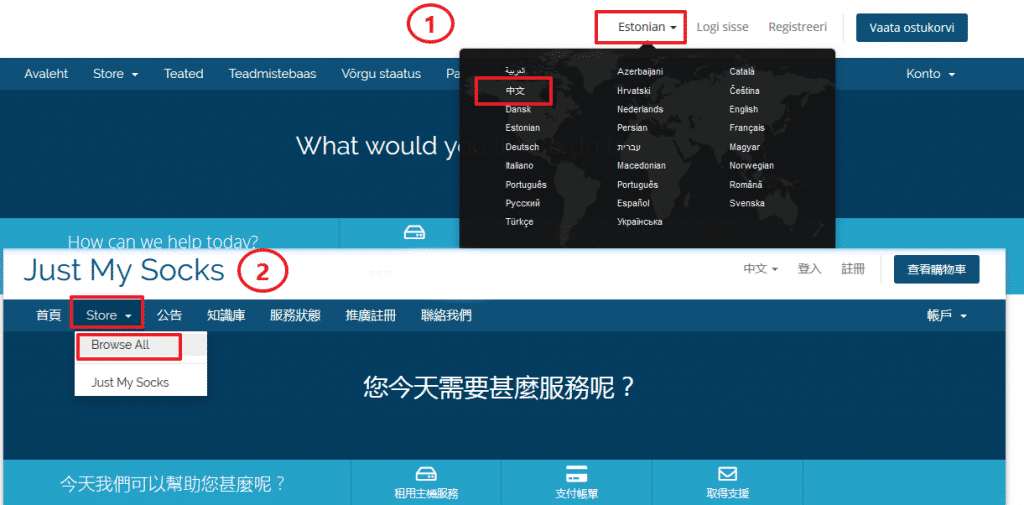 1
Estonian
Logi sisse
Registreeri
Vaata ostukorvi
Avaleht
Store
Teated
Teadmistebaas
Võrgu staatus
Pa
Konto
العربية
Azerbaijani
Català
中文
Hrvatski
Čeština
Dansk
Nederlands
English
Estonian
Persian
Français
Deutsch
עברית
Magyar
Italiano
Macedonian
Norwegian
Português
Português
Română
Русский
Español
Svenska
Türkçe
Українська
What would yo
How can we help today?
Just My Socks
2
中文
登入
註冊
查看購物車
首頁
Store
公告
知識庫
服務狀態
推廣註冊
聯絡我們
帳戶
Browse All
Just My Socks
您今天需要甚麼服務呢？
今天我們可以幫助您甚麼呢？
租用主機服務
支付帳單
取得支援